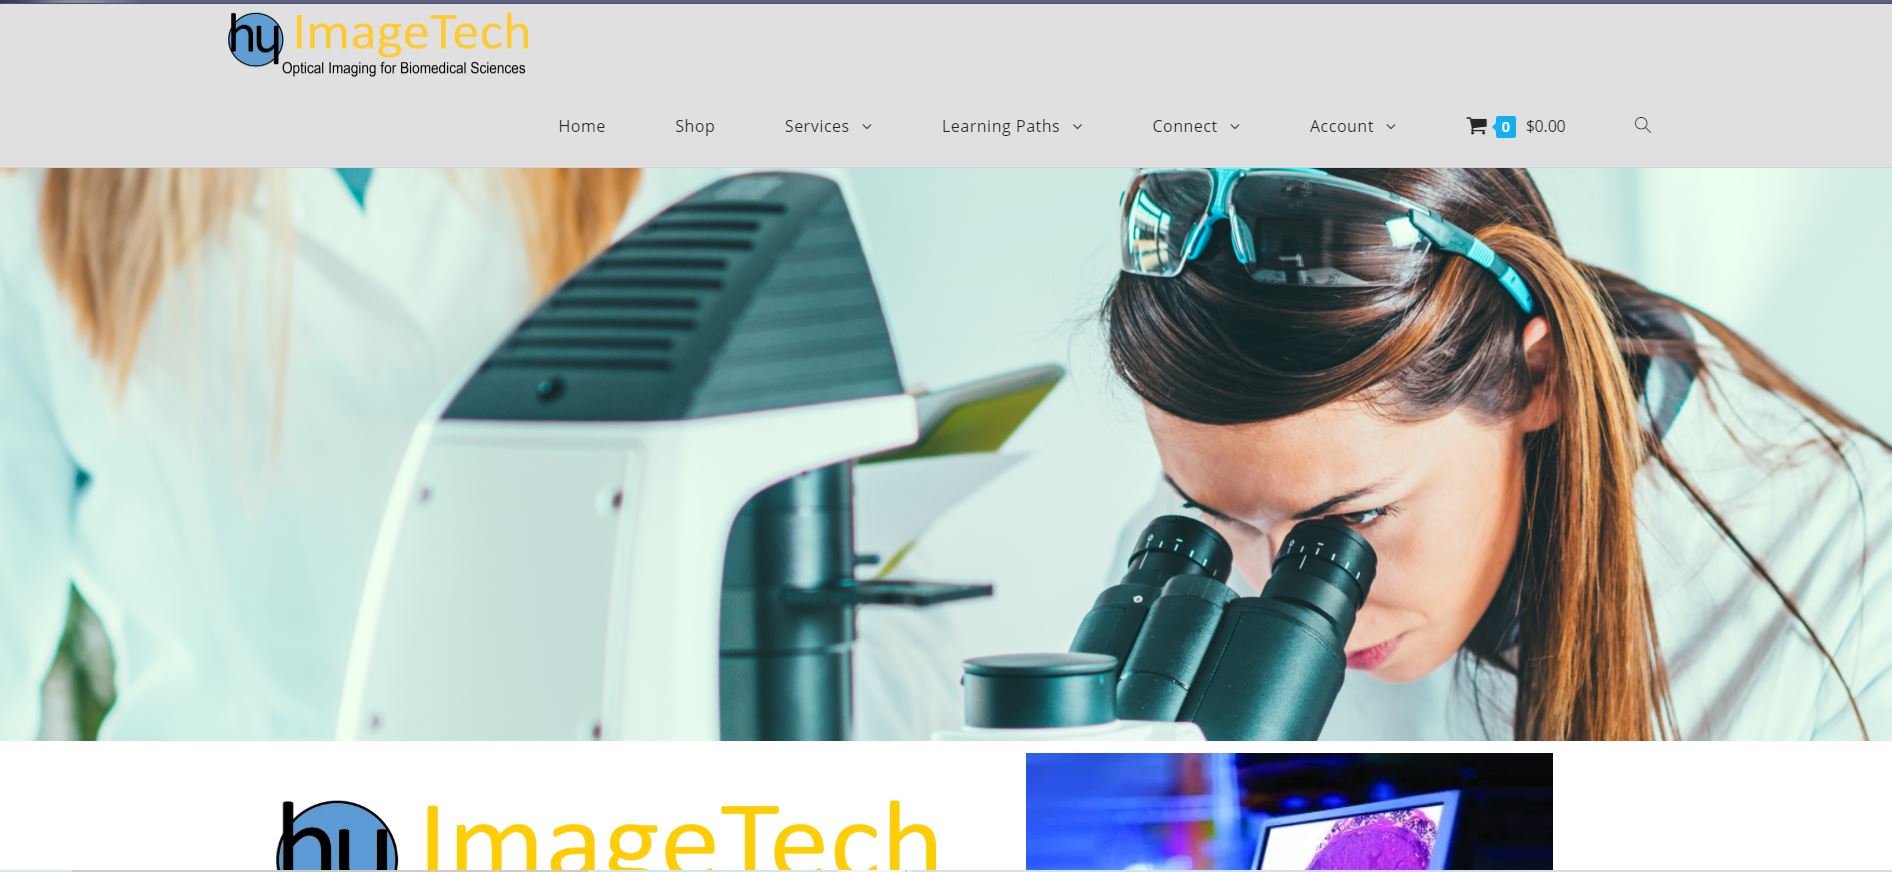 hy ImageTech
Optical Imaging for Biomedical Sciences
Home Shop Services Learning Paths Connect Account 0 $0.00
hy ImageTech